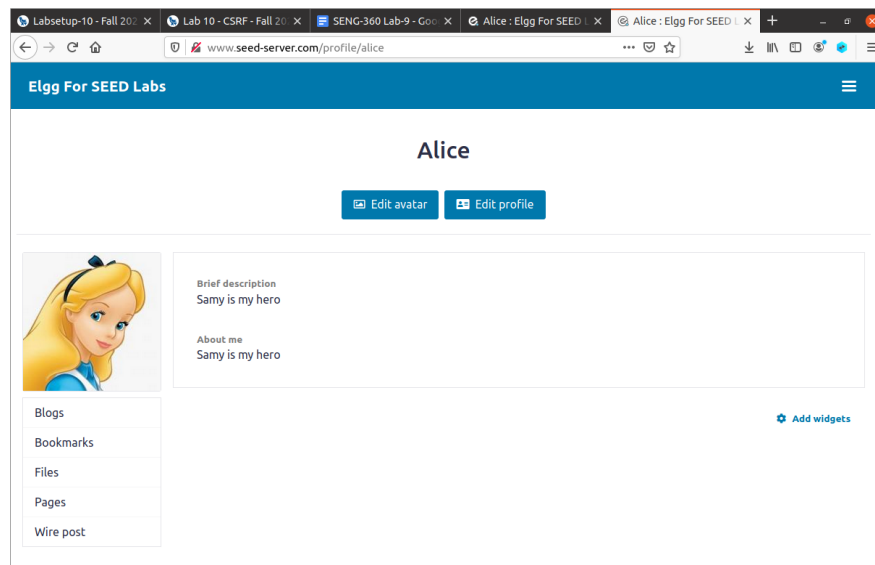 Labsetup-10 - Fall 202
Lab 10 - CSRF - Fall 20
SENG-360 Lab-9 - Goo
Alice : Elgg For SEED L
Alice : Elgg For SEED L
www.seed-server.com/profile/alice
Elgg For SEED Labs
Alice
Edit avatar
Edit profile
Brief description
Samy is my hero
About me
Samy is my hero
Blogs
Bookmarks
Files
Pages
Wire post
Add widgets